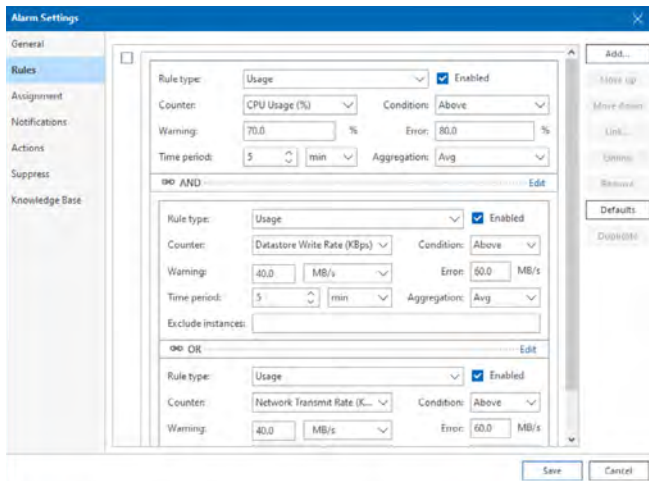 Alarm Settings
General
Rules
Assignment
Notifications
Actions
Suppress
Knowledge Base
Rule type: Usage Enabled
Counter: CPU Usage (%) Condition: Above
Warning: 70.0 % Error: 80.0 %
Time period: 5 min Aggregation: Avg
AND Edit
Rule type: Usage Enabled
Counter: Datastore Write Rate (KBps) Condition: Above
Warning: 40.0 MB/s Error: 60.0 MB/s
Time period: 5 min Aggregation: Avg
Exclude instances:
OR Edit
Rule type: Usage Enabled
Counter: Network Transmit Rate (K... Condition: Above
Warning: 40.0 MB/s Error: 60.0 MB/s
Add...
Move up
Move down
Link...
Remove
Defaults
Duplicate
Save Cancel